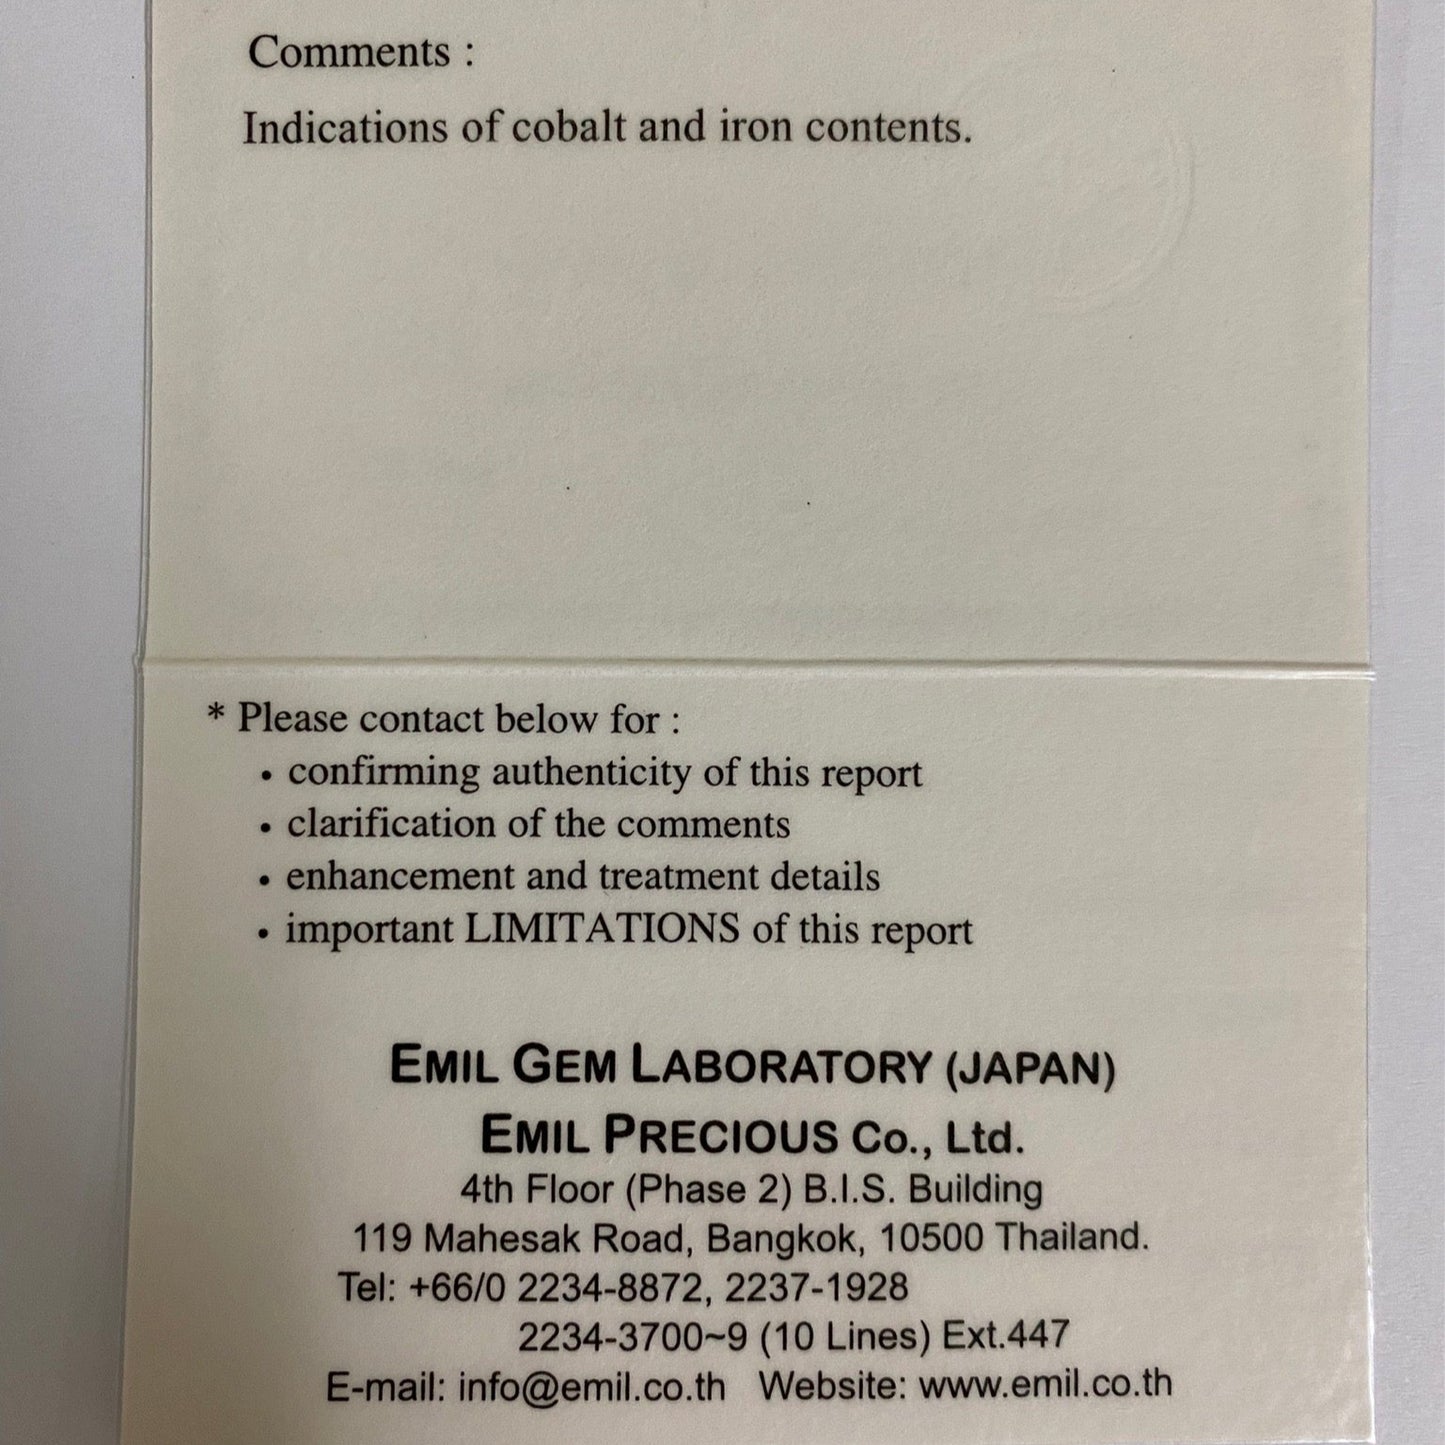 Comments :
Indications of cobalt and iron contents.
* Please contact below for :
• confirming authenticity of this report
• clarification of the comments
• enhancement and treatment details
• important LIMITATIONS of this report
EMIL GEM LABORATORY (JAPAN)
EMIL PRECIOUS Co., Ltd.
4th Floor (Phase 2) B.I.S. Building
119 Mahesak Road, Bangkok, 10500 Thailand.
Tel: +66/0 2234-8872, 2237-1928
2234-3700~9 (10 Lines) Ext.447
E-mail: info@emil.co.th Website: www.emil.co.th